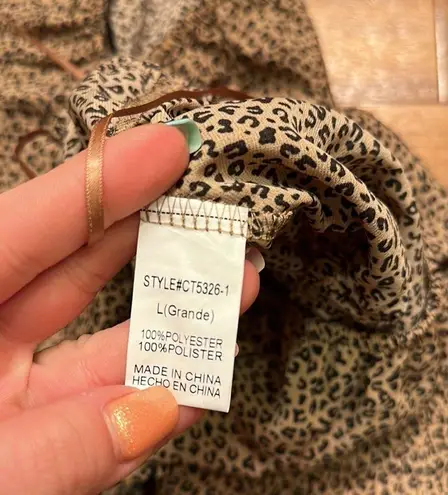 STYLE#CT5326-1
L(Grande)
100%POLYESTER
100%POLISTER
MADE IN CHINA
HECHO EN CHINA